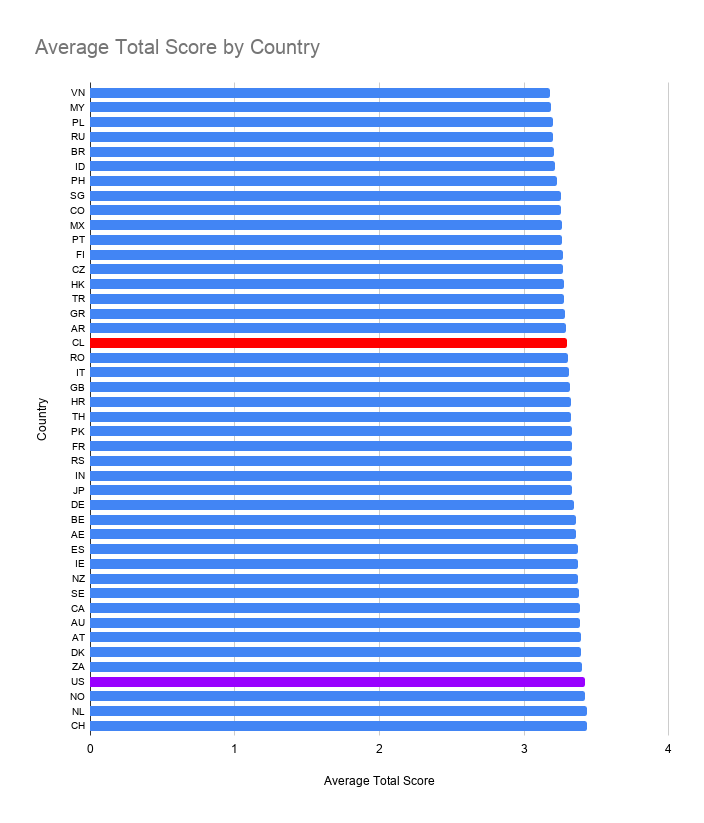 Average Total Score by Country
VN
MY
PL
RU
BR
ID
PH
SG
CO
MX
PT
FI
CZ
HK
TR
GR
AR
CL
RO
IT
GB
HR
TH
PK
FR
RS
IN
JP
DE
BE
AE
ES
IE
NZ
SE
CA
AU
AT
DK
ZA
US
NO
NL
CH
Country
0 1 2 3 4
Average Total Score